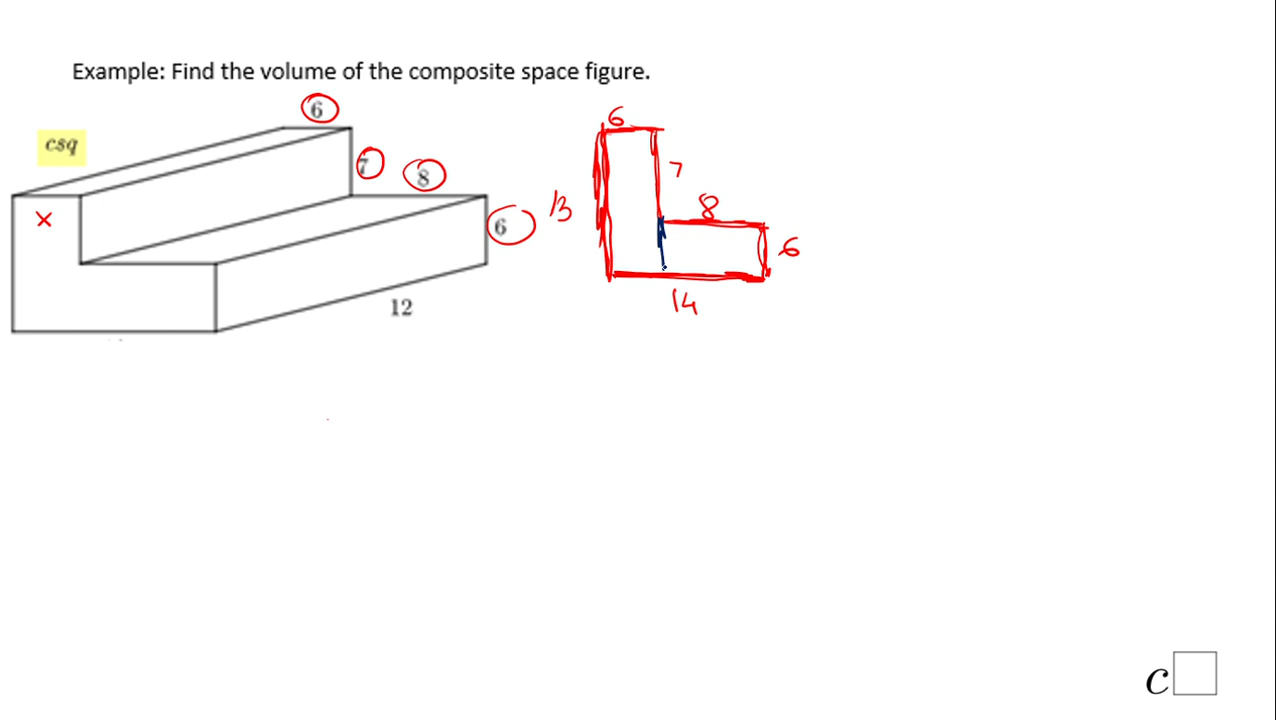 Example: Find the volume of the composite space figure.
6
csq
7
8
6
12
x
6
7
8
13
6
14
c